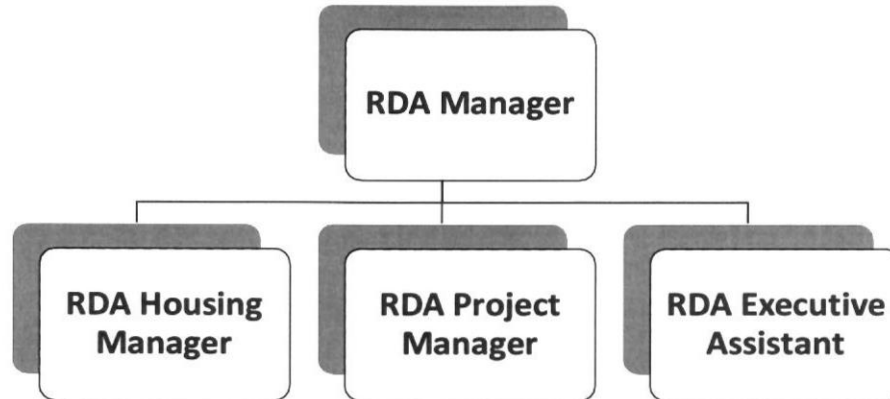 RDA Manager
RDA Housing
Manager
RDA Project
Manager
RDA Executive
Assistant